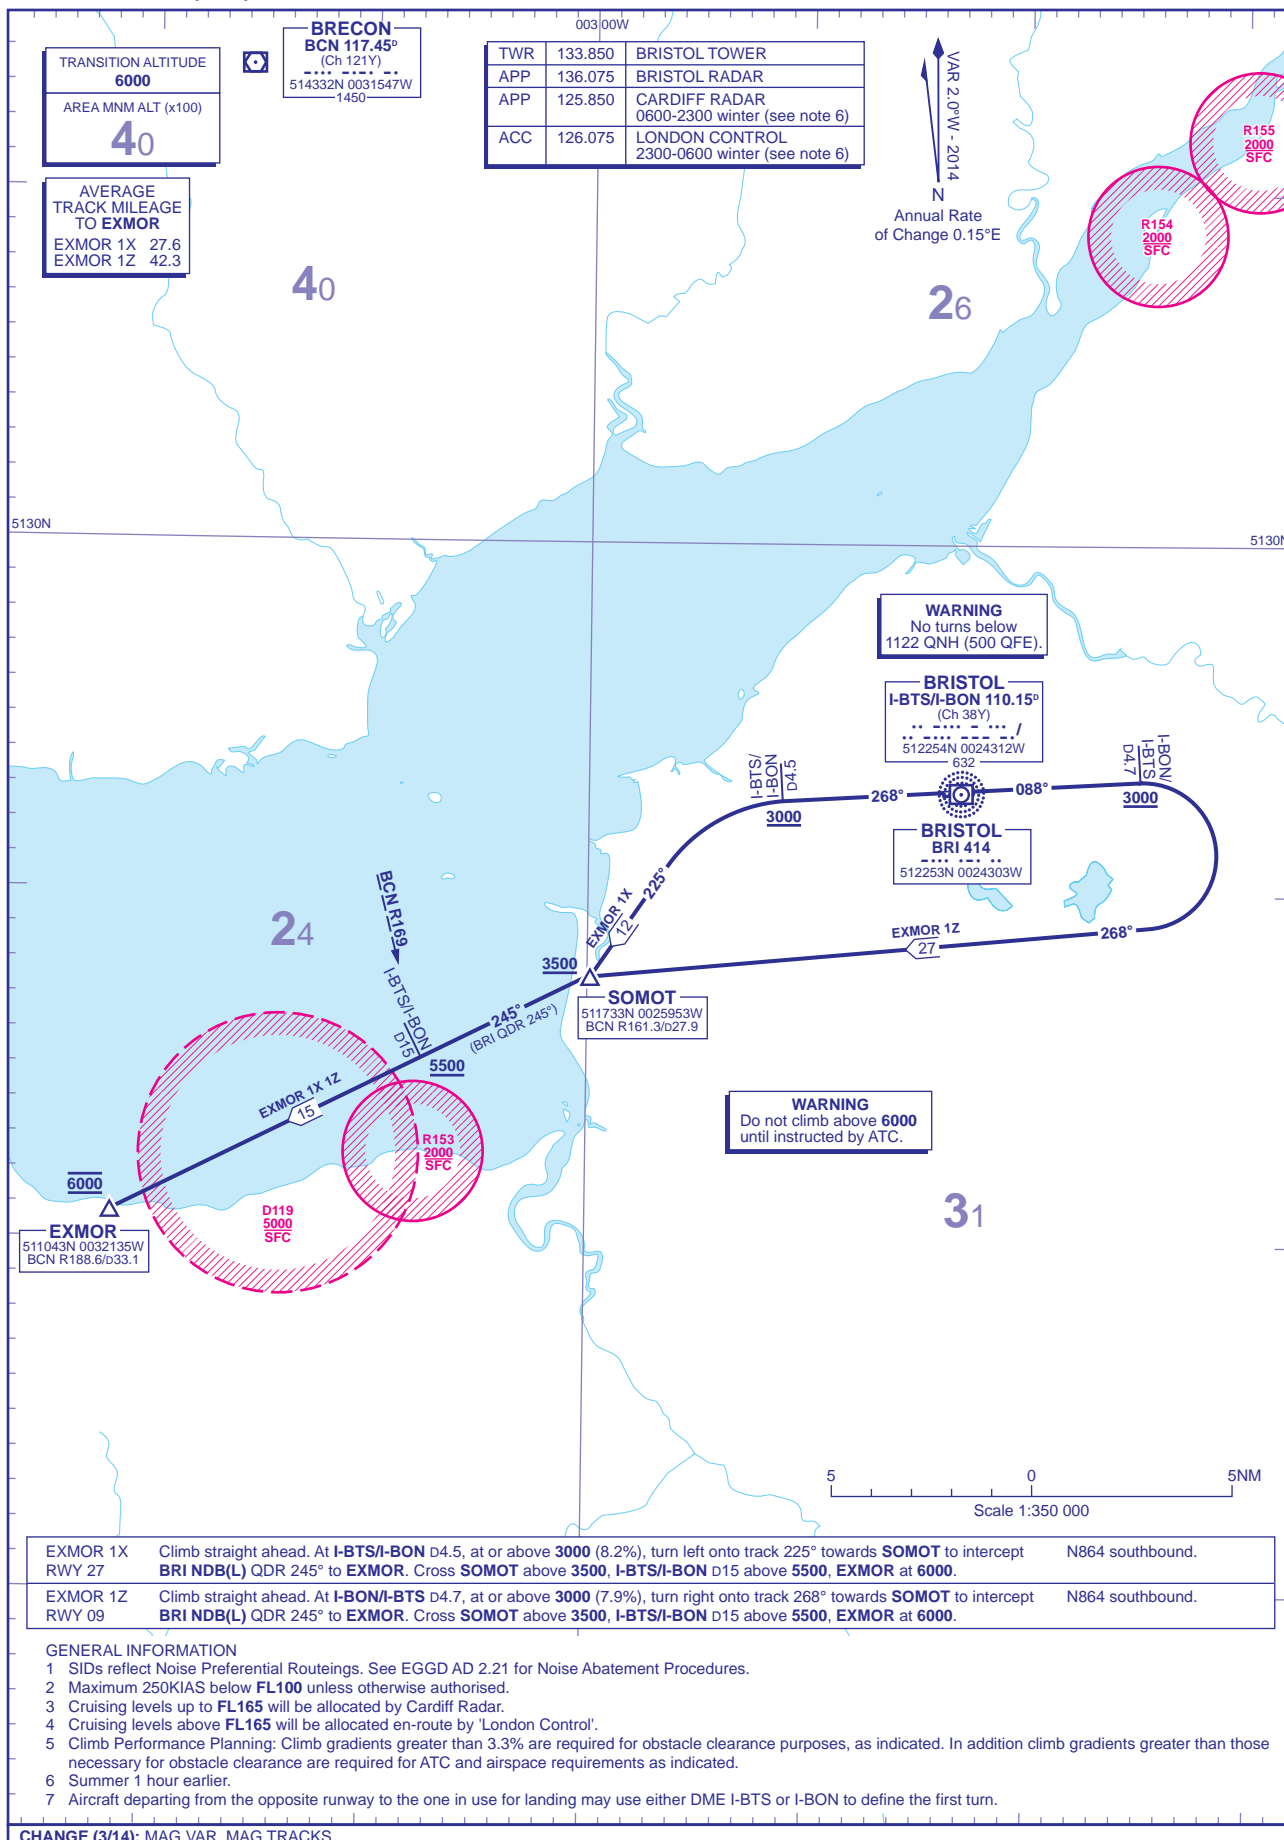 003 00W
TRANSITION ALTITUDE
6000
AREA MNM ALT (x100)
40
AVERAGE
TRACK MILEAGE
TO EXMOR
EXMOR 1X 27.6
EXMOR 1Z 42.3
BRECON
BCN 117.45ᴰ
(Ch 121Y)
514332N 0031547W
1450
TWR 133.850 BRISTOL TOWER
APP 136.075 BRISTOL RADAR
APP 125.850 CARDIFF RADAR
0600-2300 winter (see note 6)
ACC 126.075 LONDON CONTROL
2300-0600 winter (see note 6)
VAR 2.0°W - 2014
N
Annual Rate
of Change 0.15°E
R155
2000
SFC
R154
2000
SFC
40
26
5130N
5130N
WARNING
No turns below
1122 QNH (500 QFE).
BRISTOL
I-BTS/I-BON 110.15ᴰ
(Ch 38Y)
512254N 0024312W
632
I-BTS/
I-BON
D4.5
3000
268°
088°
I-BON/
I-BTS
D4.7
3000
BRISTOL
BRI 414
512253N 0024303W
225°
EXMOR 1X
12
EXMOR 1Z
27
268°
24
BCN R169
I-BTS/I-BON
D15
3500
SOMOT
511733N 0025953W
BCN R161.3/D27.9
245°
(BRI QDR 245°)
5500
EXMOR 1X 1Z
15
WARNING
Do not climb above 6000
until instructed by ATC.
R153
2000
SFC
6000
EXMOR
511043N 0032135W
BCN R188.6/D33.1
D119
5000
SFC
31
5 0 5NM
Scale 1:350 000
EXMOR 1X Climb straight ahead. At I-BTS/I-BON D4.5, at or above 3000 (8.2%), turn left onto track 225° towards SOMOT to intercept N864 southbound.
RWY 27 BRI NDB(L) QDR 245° to EXMOR. Cross SOMOT above 3500, I-BTS/I-BON D15 above 5500, EXMOR at 6000.
EXMOR 1Z Climb straight ahead. At I-BON/I-BTS D4.7, at or above 3000 (7.9%), turn right onto track 268° towards SOMOT to intercept N864 southbound.
RWY 09 BRI NDB(L) QDR 245° to EXMOR. Cross SOMOT above 3500, I-BTS/I-BON D15 above 5500, EXMOR at 6000.
GENERAL INFORMATION
1 SIDs reflect Noise Preferential Routeings. See EGGD AD 2.21 for Noise Abatement Procedures.
2 Maximum 250KIAS below FL100 unless otherwise authorised.
3 Cruising levels up to FL165 will be allocated by Cardiff Radar.
4 Cruising levels above FL165 will be allocated en-route by 'London Control'.
5 Climb Performance Planning: Climb gradients greater than 3.3% are required for obstacle clearance purposes, as indicated. In addition climb gradients greater than those
necessary for obstacle clearance are required for ATC and airspace requirements as indicated.
6 Summer 1 hour earlier.
7 Aircraft departing from the opposite runway to the one in use for landing may use either DME I-BTS or I-BON to define the first turn.
CHANGE (3/14): MAG VAR. MAG TRACKS